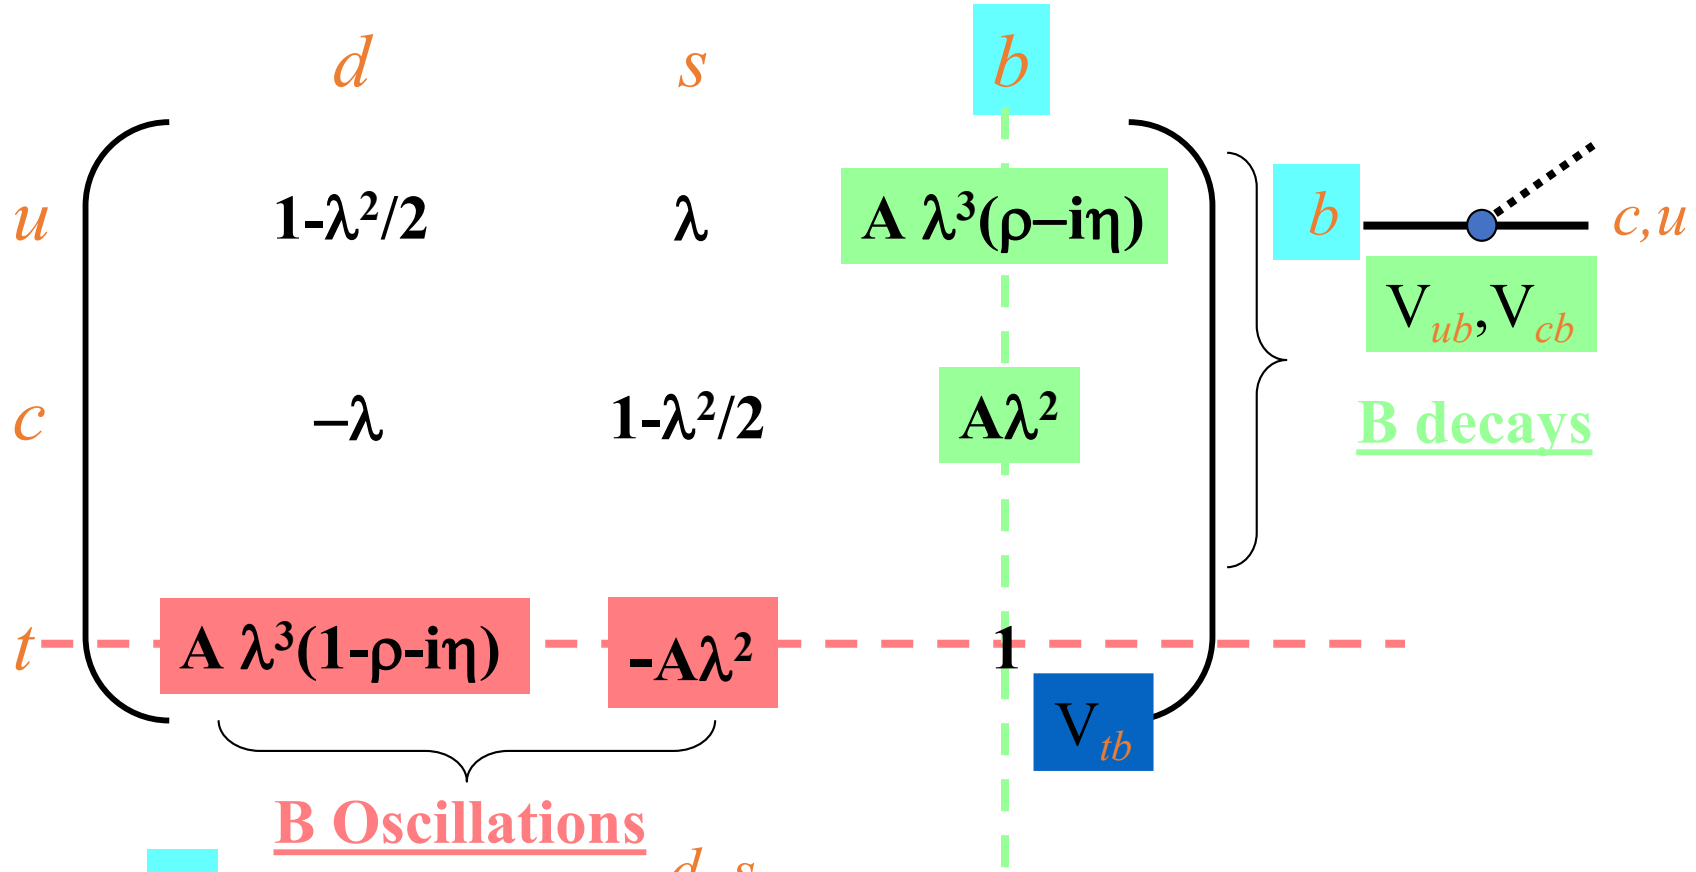 d s b
u 1-λ²/2 λ A λ³(ρ−iη) b c,u
V_ub,V_cb
c −λ 1-λ²/2 Aλ² B decays
t A λ³(1-ρ-iη) -Aλ² 1
V_tb
B Oscillations
d, s